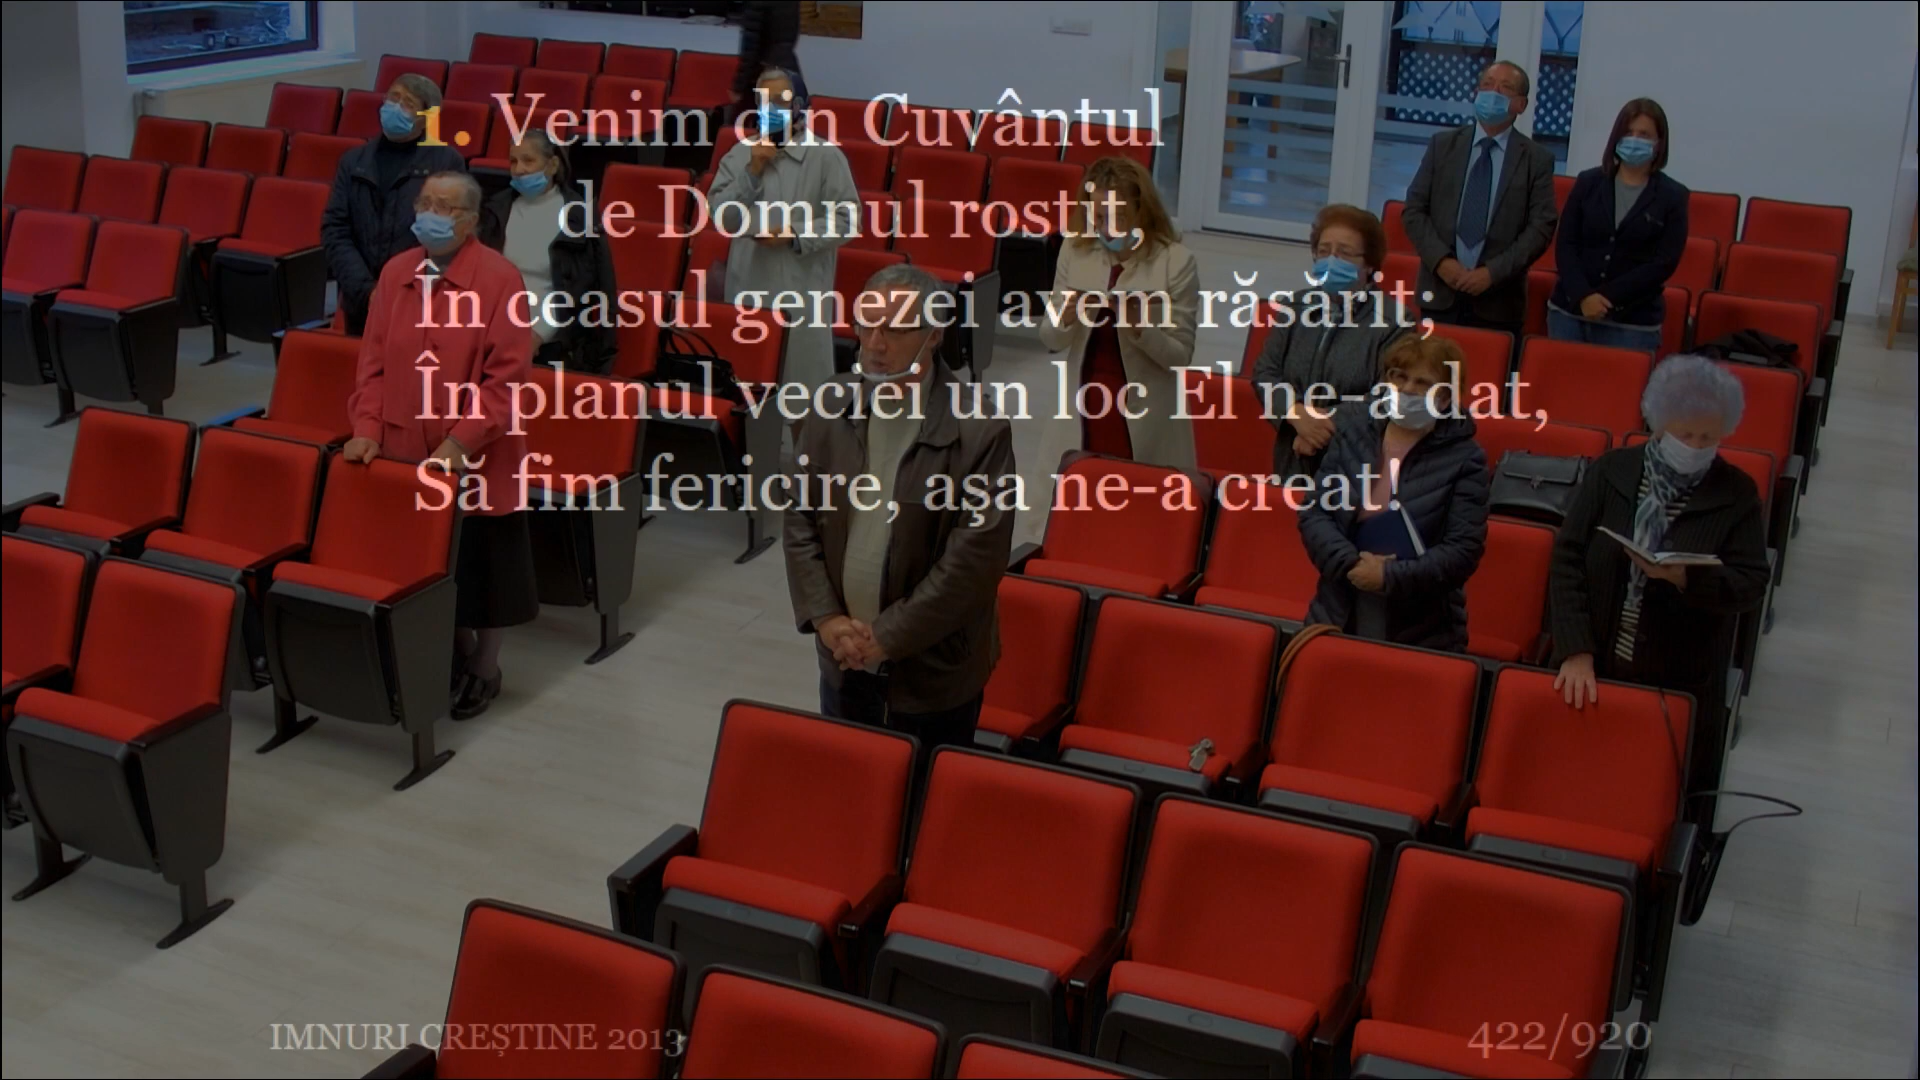 1. Venim din Cuvântul
de Domnul rostit,
În ceasul genezei avem răsărit;
În planul veciei un loc El ne-a dat,
Să fim fericire, aşa ne-a creat!
IMNURI CREȘTINE 2013
422/920